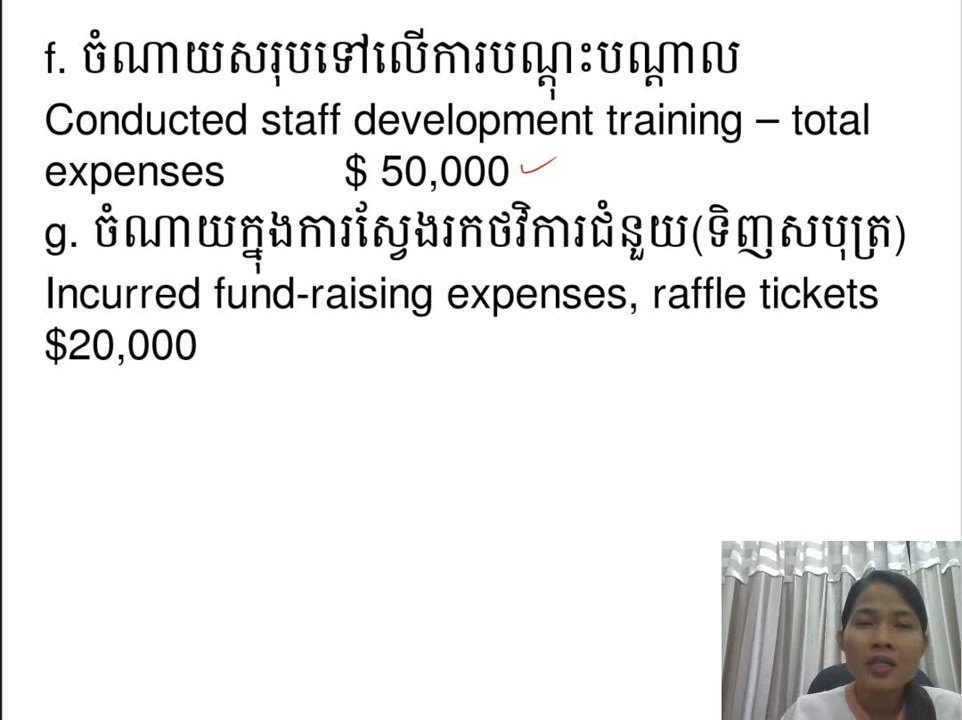 f. ចំណាយសរុបទៅលើការបណ្តុះបណ្តាល
Conducted staff development training – total
expenses $ 50,000
g. ចំណាយក្នុងការស្វែងរកថវិការជំនួយ(ទិញសបុត្រ)
Incurred fund-raising expenses, raffle tickets
$20,000